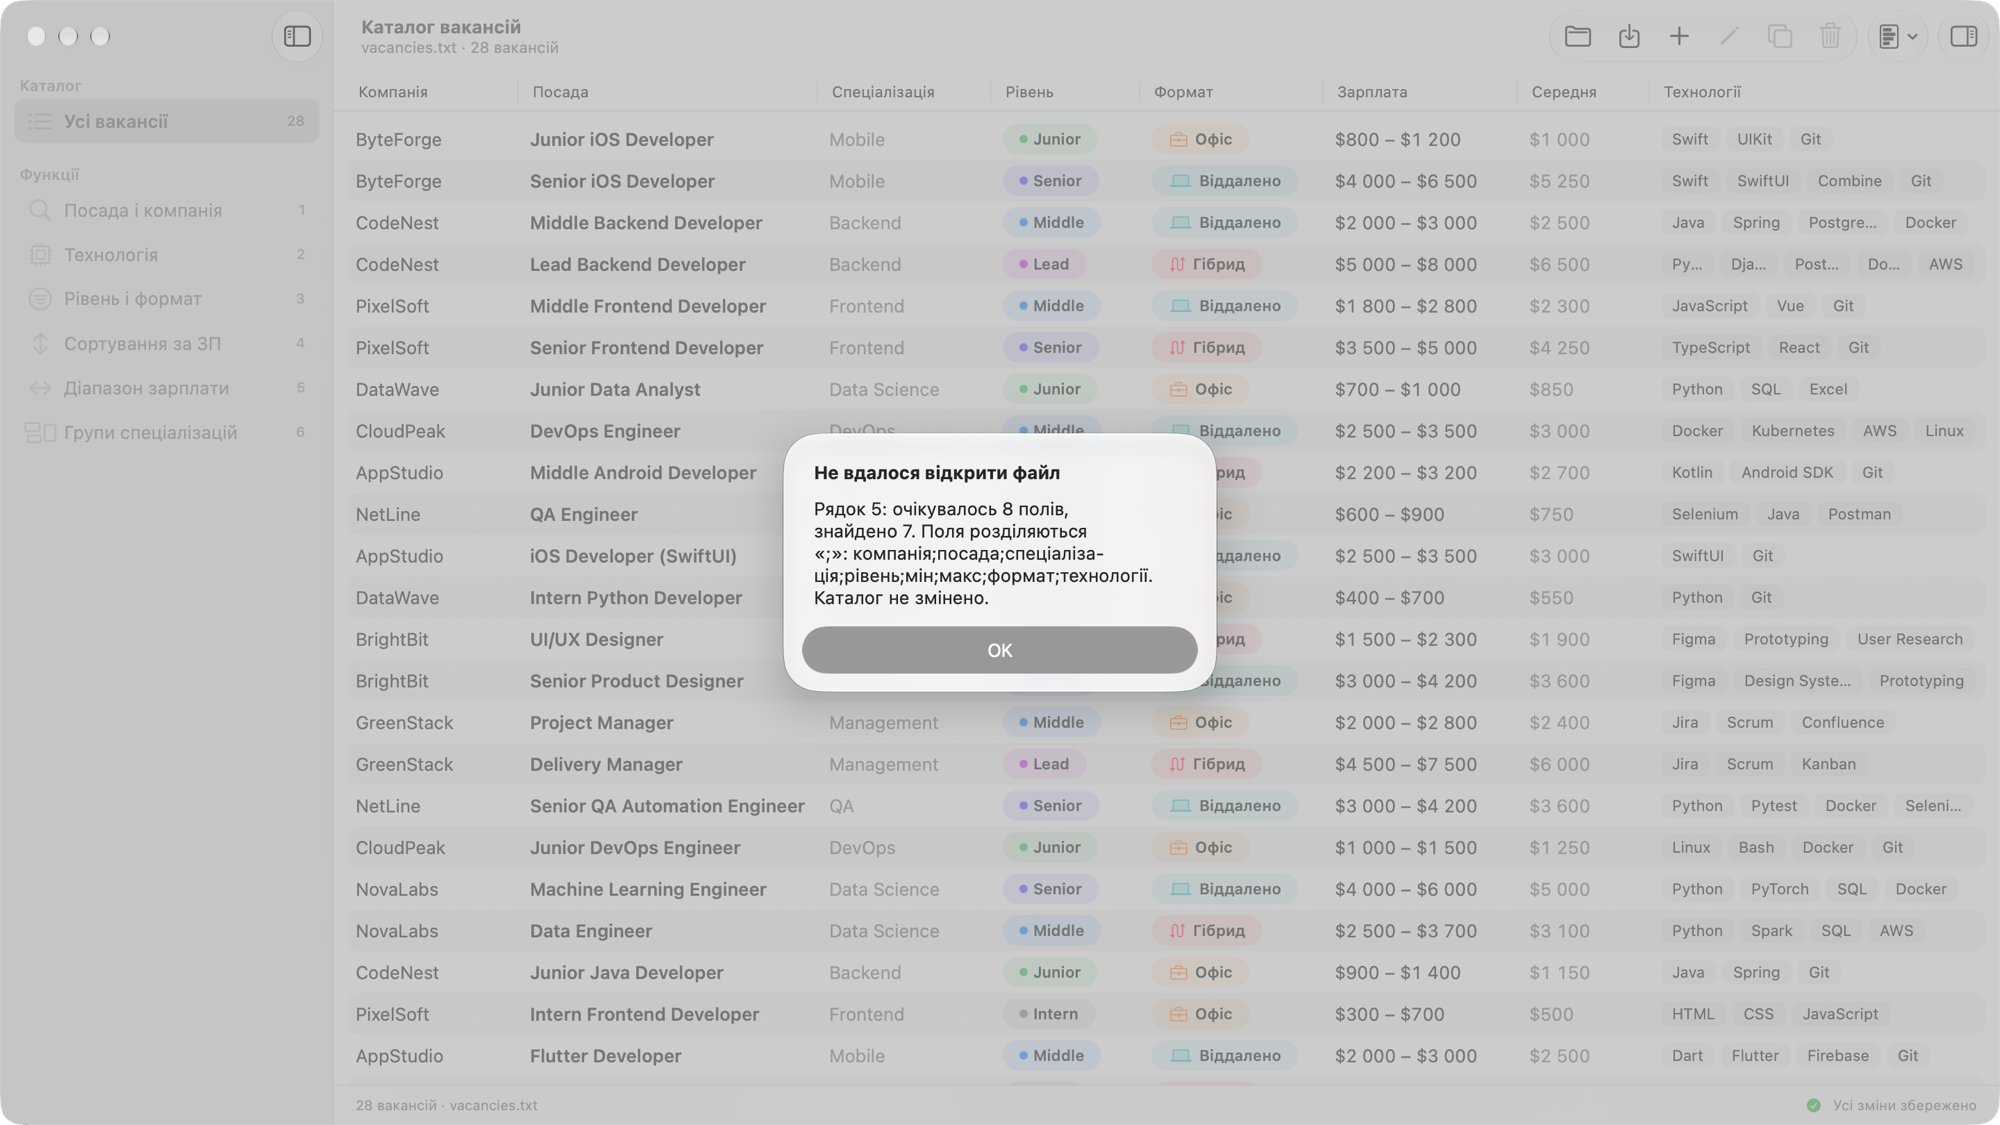 Каталог вакансій
vacancies.txt · 28 вакансій
Каталог
Усі вакансії 28
Функції
Посада і компанія 1
Технологія 2
Рівень і формат 3
Сортування за ЗП 4
Діапазон зарплати 5
Групи спеціалізацій 6
Компанія Посада Спеціалізація Рівень Формат Зарплата Середня Технології
ByteForge Junior iOS Developer Mobile Junior Офіс $800 – $1 200 $1 000 Swift UIKit Git
ByteForge Senior iOS Developer Mobile Senior Віддалено $4 000 – $6 500 $5 250 Swift SwiftUI Combine Git
CodeNest Middle Backend Developer Backend Middle Віддалено $2 000 – $3 000 $2 500 Java Spring Postgre... Docker
CodeNest Lead Backend Developer Backend Lead Гібрид $5 000 – $8 000 $6 500 Py... Dja... Post... Do... AWS
PixelSoft Middle Frontend Developer Frontend Middle Віддалено $1 800 – $2 800 $2 300 JavaScript Vue Git
PixelSoft Senior Frontend Developer Frontend Senior Гібрид $3 500 – $5 000 $4 250 TypeScript React Git
DataWave Junior Data Analyst Data Science Junior Офіс $700 – $1 000 $850 Python SQL Excel
CloudPeak DevOps Engineer DevOps Middle Віддалено $2 500 – $3 500 $3 000 Docker Kubernetes AWS Linux
AppStudio Middle Android Developer рид $2 200 – $3 200 $2 700 Kotlin Android SDK Git
NetLine QA Engineer іс $600 – $900 $750 Selenium Java Postman
AppStudio iOS Developer (SwiftUI) ддалено $2 500 – $3 500 $3 000 SwiftUI Git
DataWave Intern Python Developer іс $400 – $700 $550 Python Git
BrightBit UI/UX Designer рид $1 500 – $2 300 $1 900 Figma Prototyping User Research
BrightBit Senior Product Designer іддалено $3 000 – $4 200 $3 600 Figma Design Syste... Prototyping
GreenStack Project Manager Management Middle Офіс $2 000 – $2 800 $2 400 Jira Scrum Confluence
GreenStack Delivery Manager Management Lead Гібрид $4 500 – $7 500 $6 000 Jira Scrum Kanban
NetLine Senior QA Automation Engineer QA Senior Віддалено $3 000 – $4 200 $3 600 Python Pytest Docker Seleni...
CloudPeak Junior DevOps Engineer DevOps Junior Офіс $1 000 – $1 500 $1 250 Linux Bash Docker Git
NovaLabs Machine Learning Engineer Data Science Senior Віддалено $4 000 – $6 000 $5 000 Python PyTorch SQL Docker
NovaLabs Data Engineer Data Science Middle Гібрид $2 500 – $3 700 $3 100 Python Spark SQL AWS
CodeNest Junior Java Developer Backend Junior Офіс $900 – $1 400 $1 150 Java Spring Git
PixelSoft Intern Frontend Developer Frontend Intern Офіс $300 – $700 $500 HTML CSS JavaScript
AppStudio Flutter Developer Mobile Middle Віддалено $2 000 – $3 000 $2 500 Dart Flutter Firebase Git
Не вдалося відкрити файл
Рядок 5: очікувалось 8 полів,
знайдено 7. Поля розділяються
«;»: компанія;посада;спеціаліза-
ція;рівень;мін;макс;формат;технології.
Каталог не змінено.
OK
28 вакансій · vacancies.txt
Усі зміни збережено